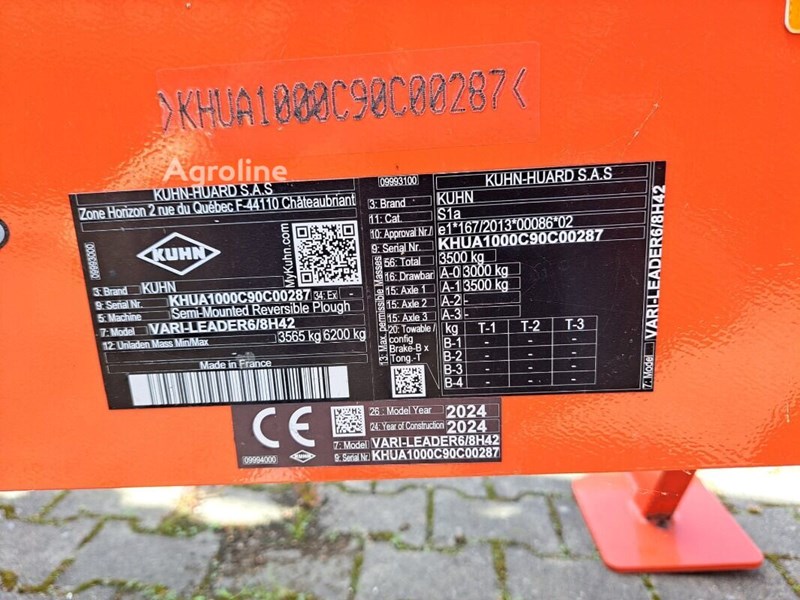 >KHUA1000C90C00287<
Agroline
KUHN-HUARD S.A.S
Zone Horizon 2 rue du Québec F-44110 Châteaubriant
09993000
KUHN
MyKuhn.com
3: Brand KUHN
9: Serial Nr. KHUA1000C90C00287 34: Ex -
5: Machine Semi-Mounted Reversible Plough
7: Model VARI-LEADER6/8H42
12: Unladen Mass Min/Max 3565 kg 6200 kg
Made in France
09993100
KUHN-HUARD S.A.S
3: Brand KUHN
11: Cat. S1a
10: Approval Nr./ e1*167/2013*00086*02
9: Serial Nr. KHUA1000C90C00287
13: Max. permissible Masses
56: Total 3500 kg
16: Drawbar A-0 3000 kg
15: Axle 1 A-1 3500 kg
15: Axle 2 A-2 -
15: Axle 3 A-3 -
20: Towable / config
Brake-B x
Tong.-T
kg T-1 T-2 T-3
B-1 - - -
B-2 - - -
B-3 - - -
B-4 - - -
7: Model VARI-LEADER6/8H42
CE
09994000
KUHN
26: Model Year 2024
24: Year of Construction 2024
7: Model VARI-LEADER6/8H42
9: Serial Nr. KHUA1000C90C00287